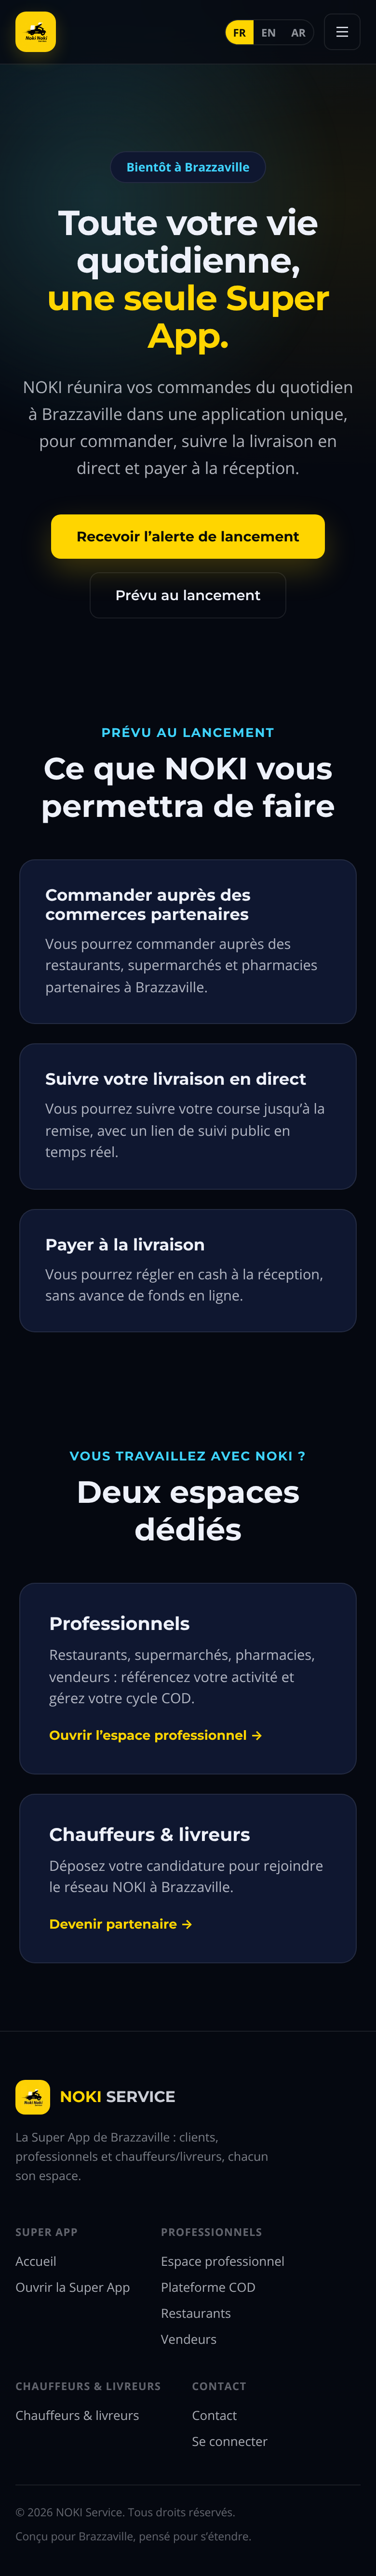 Noki Noki
FR EN AR
Bientôt à Brazzaville
Toute votre vie
quotidienne,
une seule Super
App.
NOKI réunira vos commandes du quotidien
à Brazzaville dans une application unique,
pour commander, suivre la livraison en
direct et payer à la réception.
Recevoir l’alerte de lancement
Prévu au lancement
PRÉVU AU LANCEMENT
Ce que NOKI vous
permettra de faire
Commander auprès des
commerces partenaires
Vous pourrez commander auprès des
restaurants, supermarchés et pharmacies
partenaires à Brazzaville.
Suivre votre livraison en direct
Vous pourrez suivre votre course jusqu’à la
remise, avec un lien de suivi public en
temps réel.
Payer à la livraison
Vous pourrez régler en cash à la réception,
sans avance de fonds en ligne.
VOUS TRAVAILLEZ AVEC NOKI ?
Deux espaces
dédiés
Professionnels
Restaurants, supermarchés, pharmacies,
vendeurs : référencez votre activité et
gérez votre cycle COD.
Ouvrir l’espace professionnel →
Chauffeurs & livreurs
Déposez votre candidature pour rejoindre
le réseau NOKI à Brazzaville.
Devenir partenaire →
Noki Noki
NOKI SERVICE
La Super App de Brazzaville : clients,
professionnels et chauffeurs/livreurs, chacun
son espace.
SUPER APP
Accueil
Ouvrir la Super App
PROFESSIONNELS
Espace professionnel
Plateforme COD
Restaurants
Vendeurs
CHAUFFEURS & LIVREURS
Chauffeurs & livreurs
CONTACT
Contact
Se connecter
© 2026 NOKI Service. Tous droits réservés.
Conçu pour Brazzaville, pensé pour s’étendre.